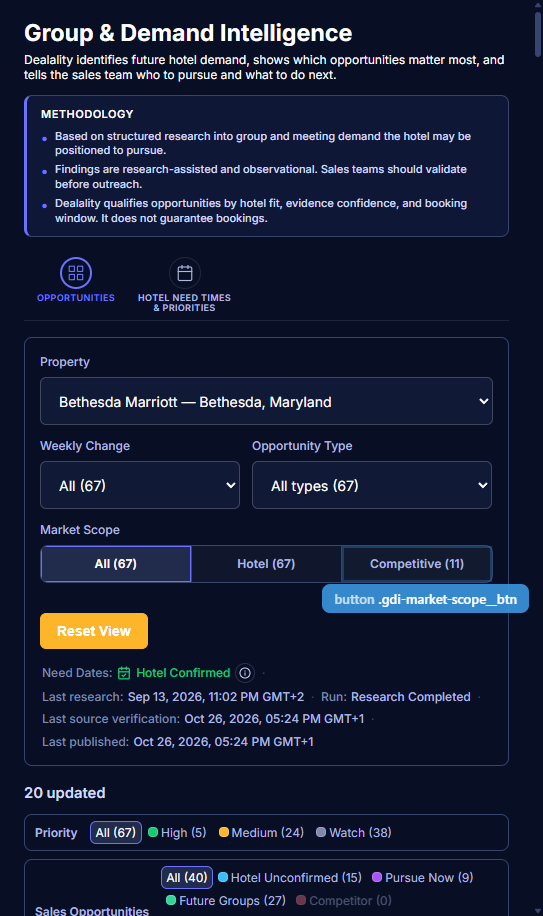 Group & Demand Intelligence
Dealality identifies future hotel demand, shows which opportunities matter most, and
tells the sales team who to pursue and what to do next.
METHODOLOGY
Based on structured research into group and meeting demand the hotel may be
positioned to pursue.
Findings are research-assisted and observational. Sales teams should validate
before outreach.
Dealality qualifies opportunities by hotel fit, evidence confidence, and booking
window. It does not guarantee bookings.
OPPORTUNITIES
HOTEL NEED TIMES
& PRIORITIES
Property
Bethesda Marriott — Bethesda, Maryland
Weekly Change
Opportunity Type
All (67)
All types (67)
Market Scope
All (67)
Hotel (67)
Competitive (11)
button .gdi-market-scope__btn
Reset View
Need Dates: Hotel Confirmed ·
Last research: Sep 13, 2026, 11:02 PM GMT+2 · Run: Research Completed ·
Last source verification: Oct 26, 2026, 05:24 PM GMT+1 ·
Last published: Oct 26, 2026, 05:24 PM GMT+1
20 updated
Priority All (67) High (5) Medium (24) Watch (38)
All (40) Hotel Unconfirmed (15) Pursue Now (9)
Future Groups (27) Competitor (0)
Sales Opportunities